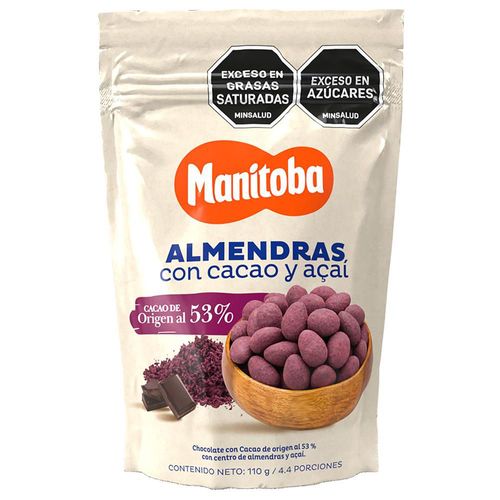 EXCESO EN
GRASAS
SATURADAS
MINSALUD
EXCESO EN
AZÚCARES
MINSALUD
Manitoba
ALMENDRAS
con cacao y açaí
CACAO DE
Origen al 53%
Chocolate con Cacao de origen al 53 %
con centro de almendras y açaí.
CONTENIDO NETO: 110 g / 4.4 PORCIONES